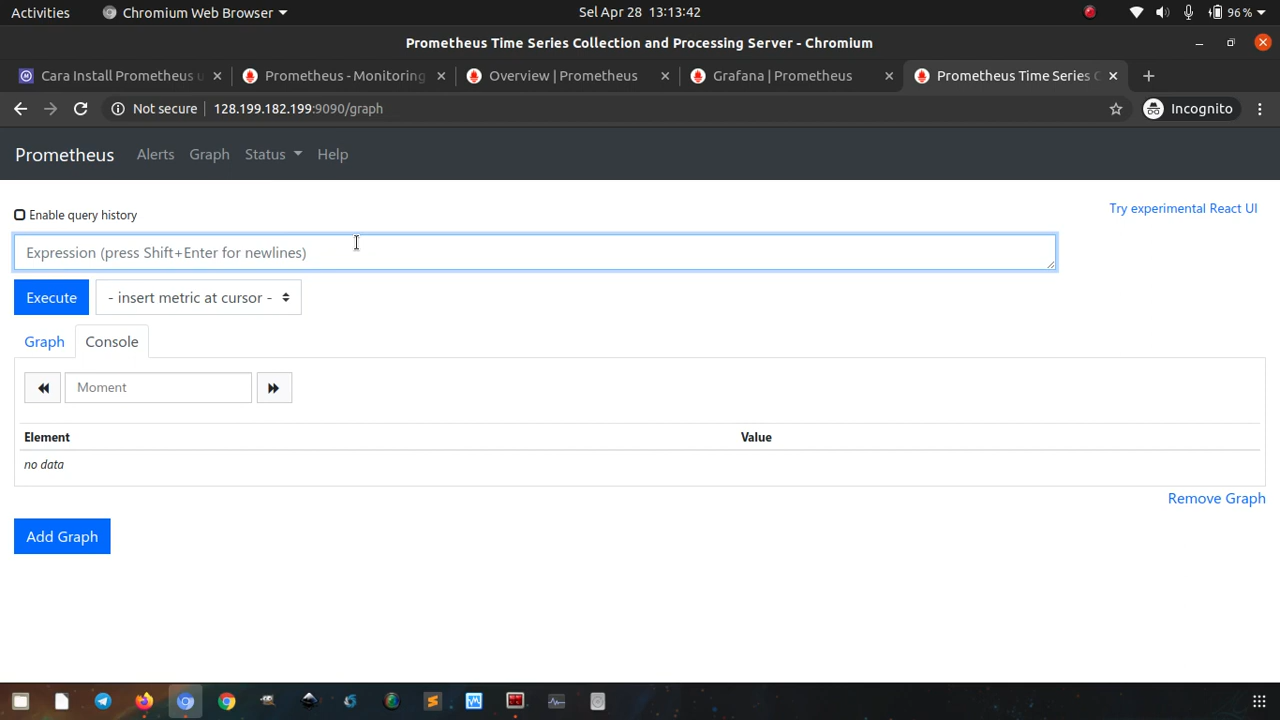 Activities
Chromium Web Browser
Sel Apr 28 13:13:42
96 %
Prometheus Time Series Collection and Processing Server - Chromium
Cara Install Prometheus u
Prometheus - Monitoring
Overview | Prometheus
Grafana | Prometheus
Prometheus Time Series C
Not secure
128.199.182.199:9090/graph
Incognito
Prometheus
Alerts
Graph
Status
Help
Enable query history
Try experimental React UI
Expression (press Shift+Enter for newlines)
Execute
- insert metric at cursor -
Graph
Console
Moment
Element
Value
no data
Remove Graph
Add Graph